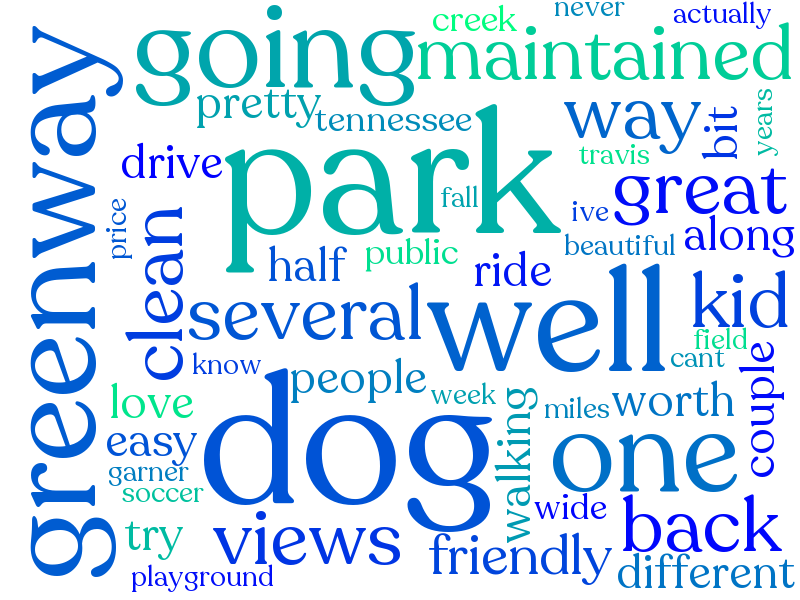 never
actually
creek
going
maintained
greenway
pretty
tennessee
way
bit
years
park
drive
travis
great
fall
ive
price
clean
along
beautiful
public
half
ride
kid
several
well
field
know
cant
couple
people
love
week
dog
miles
worth
walking
easy
one
garner
soccer
wide
back
try
views
friendly
different
playground